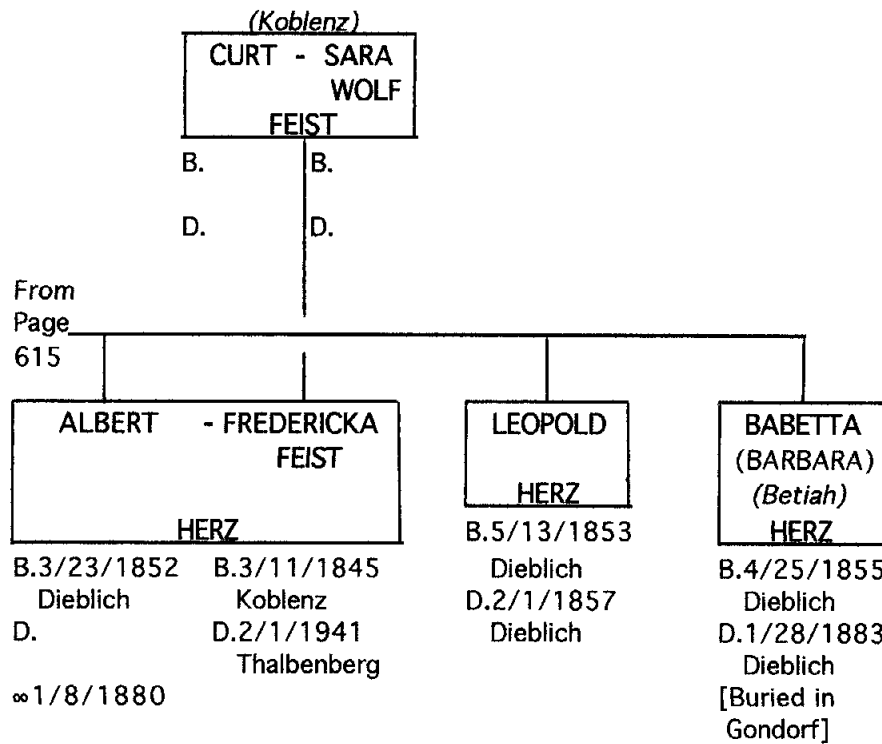 (Koblenz)
CURT - SARA
WOLF
FEIST
B. B.
D. D.
From
Page
615
ALBERT - FREDERICKA
FEIST
HERZ
B.3/23/1852 B.3/11/1845
Dieblich Koblenz
D. D.2/1/1941
Thalbenberg
∞1/8/1880
LEOPOLD
HERZ
B.5/13/1853
Dieblich
D.2/1/1857
Dieblich
BABETTA
(BARBARA)
(Betiah)
HERZ
B.4/25/1855
Dieblich
D.1/28/1883
Dieblich
[Buried in
Gondorf]